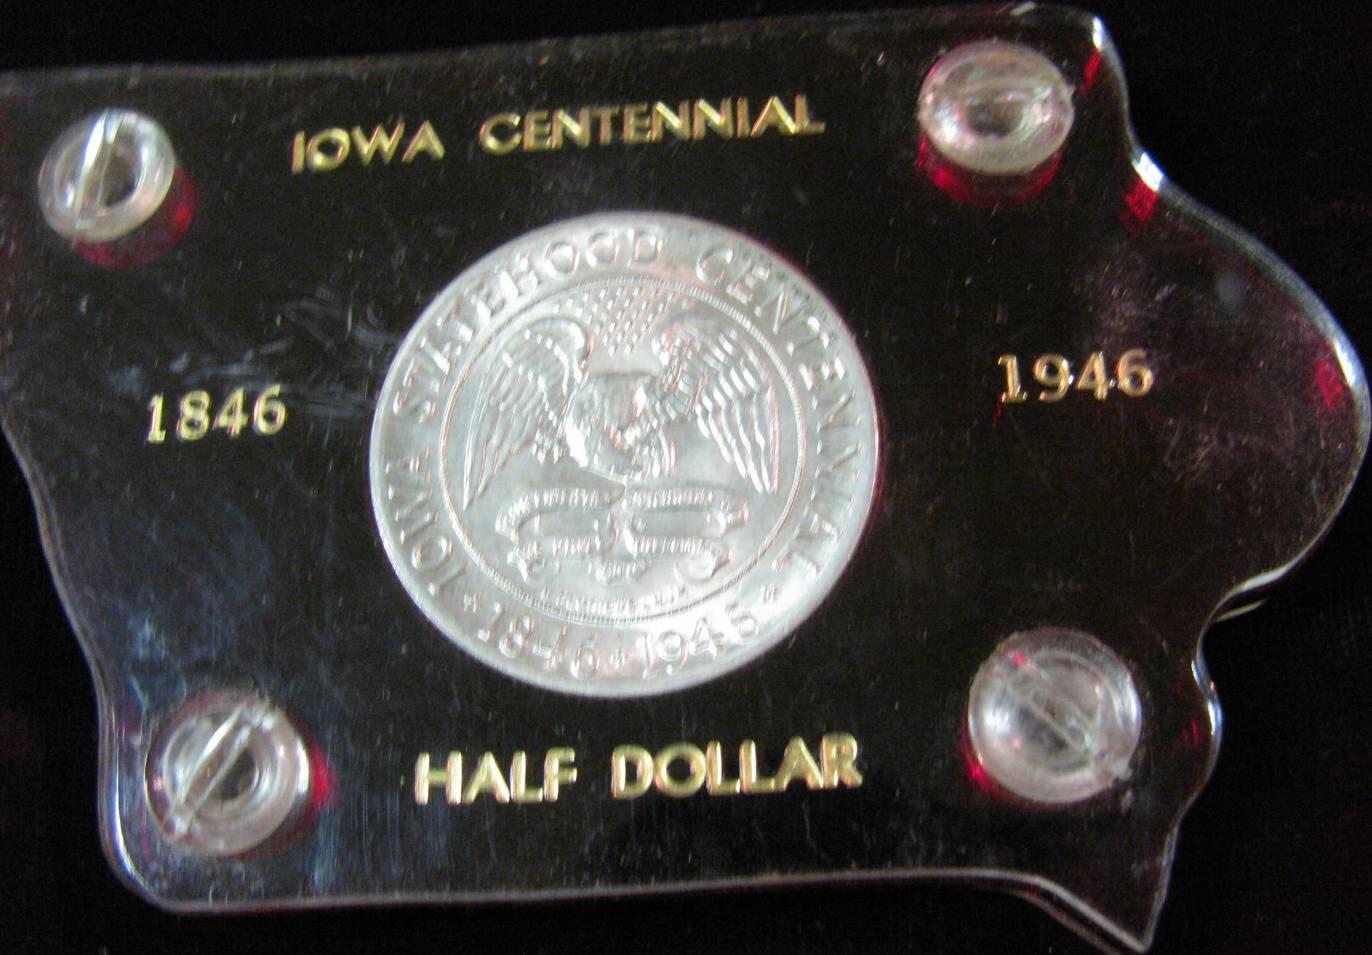 IOWA CENTENNIAL
1846
1946
IOWA STATEHOOD CENTENNIAL
1846 1946
HALF DOLLAR